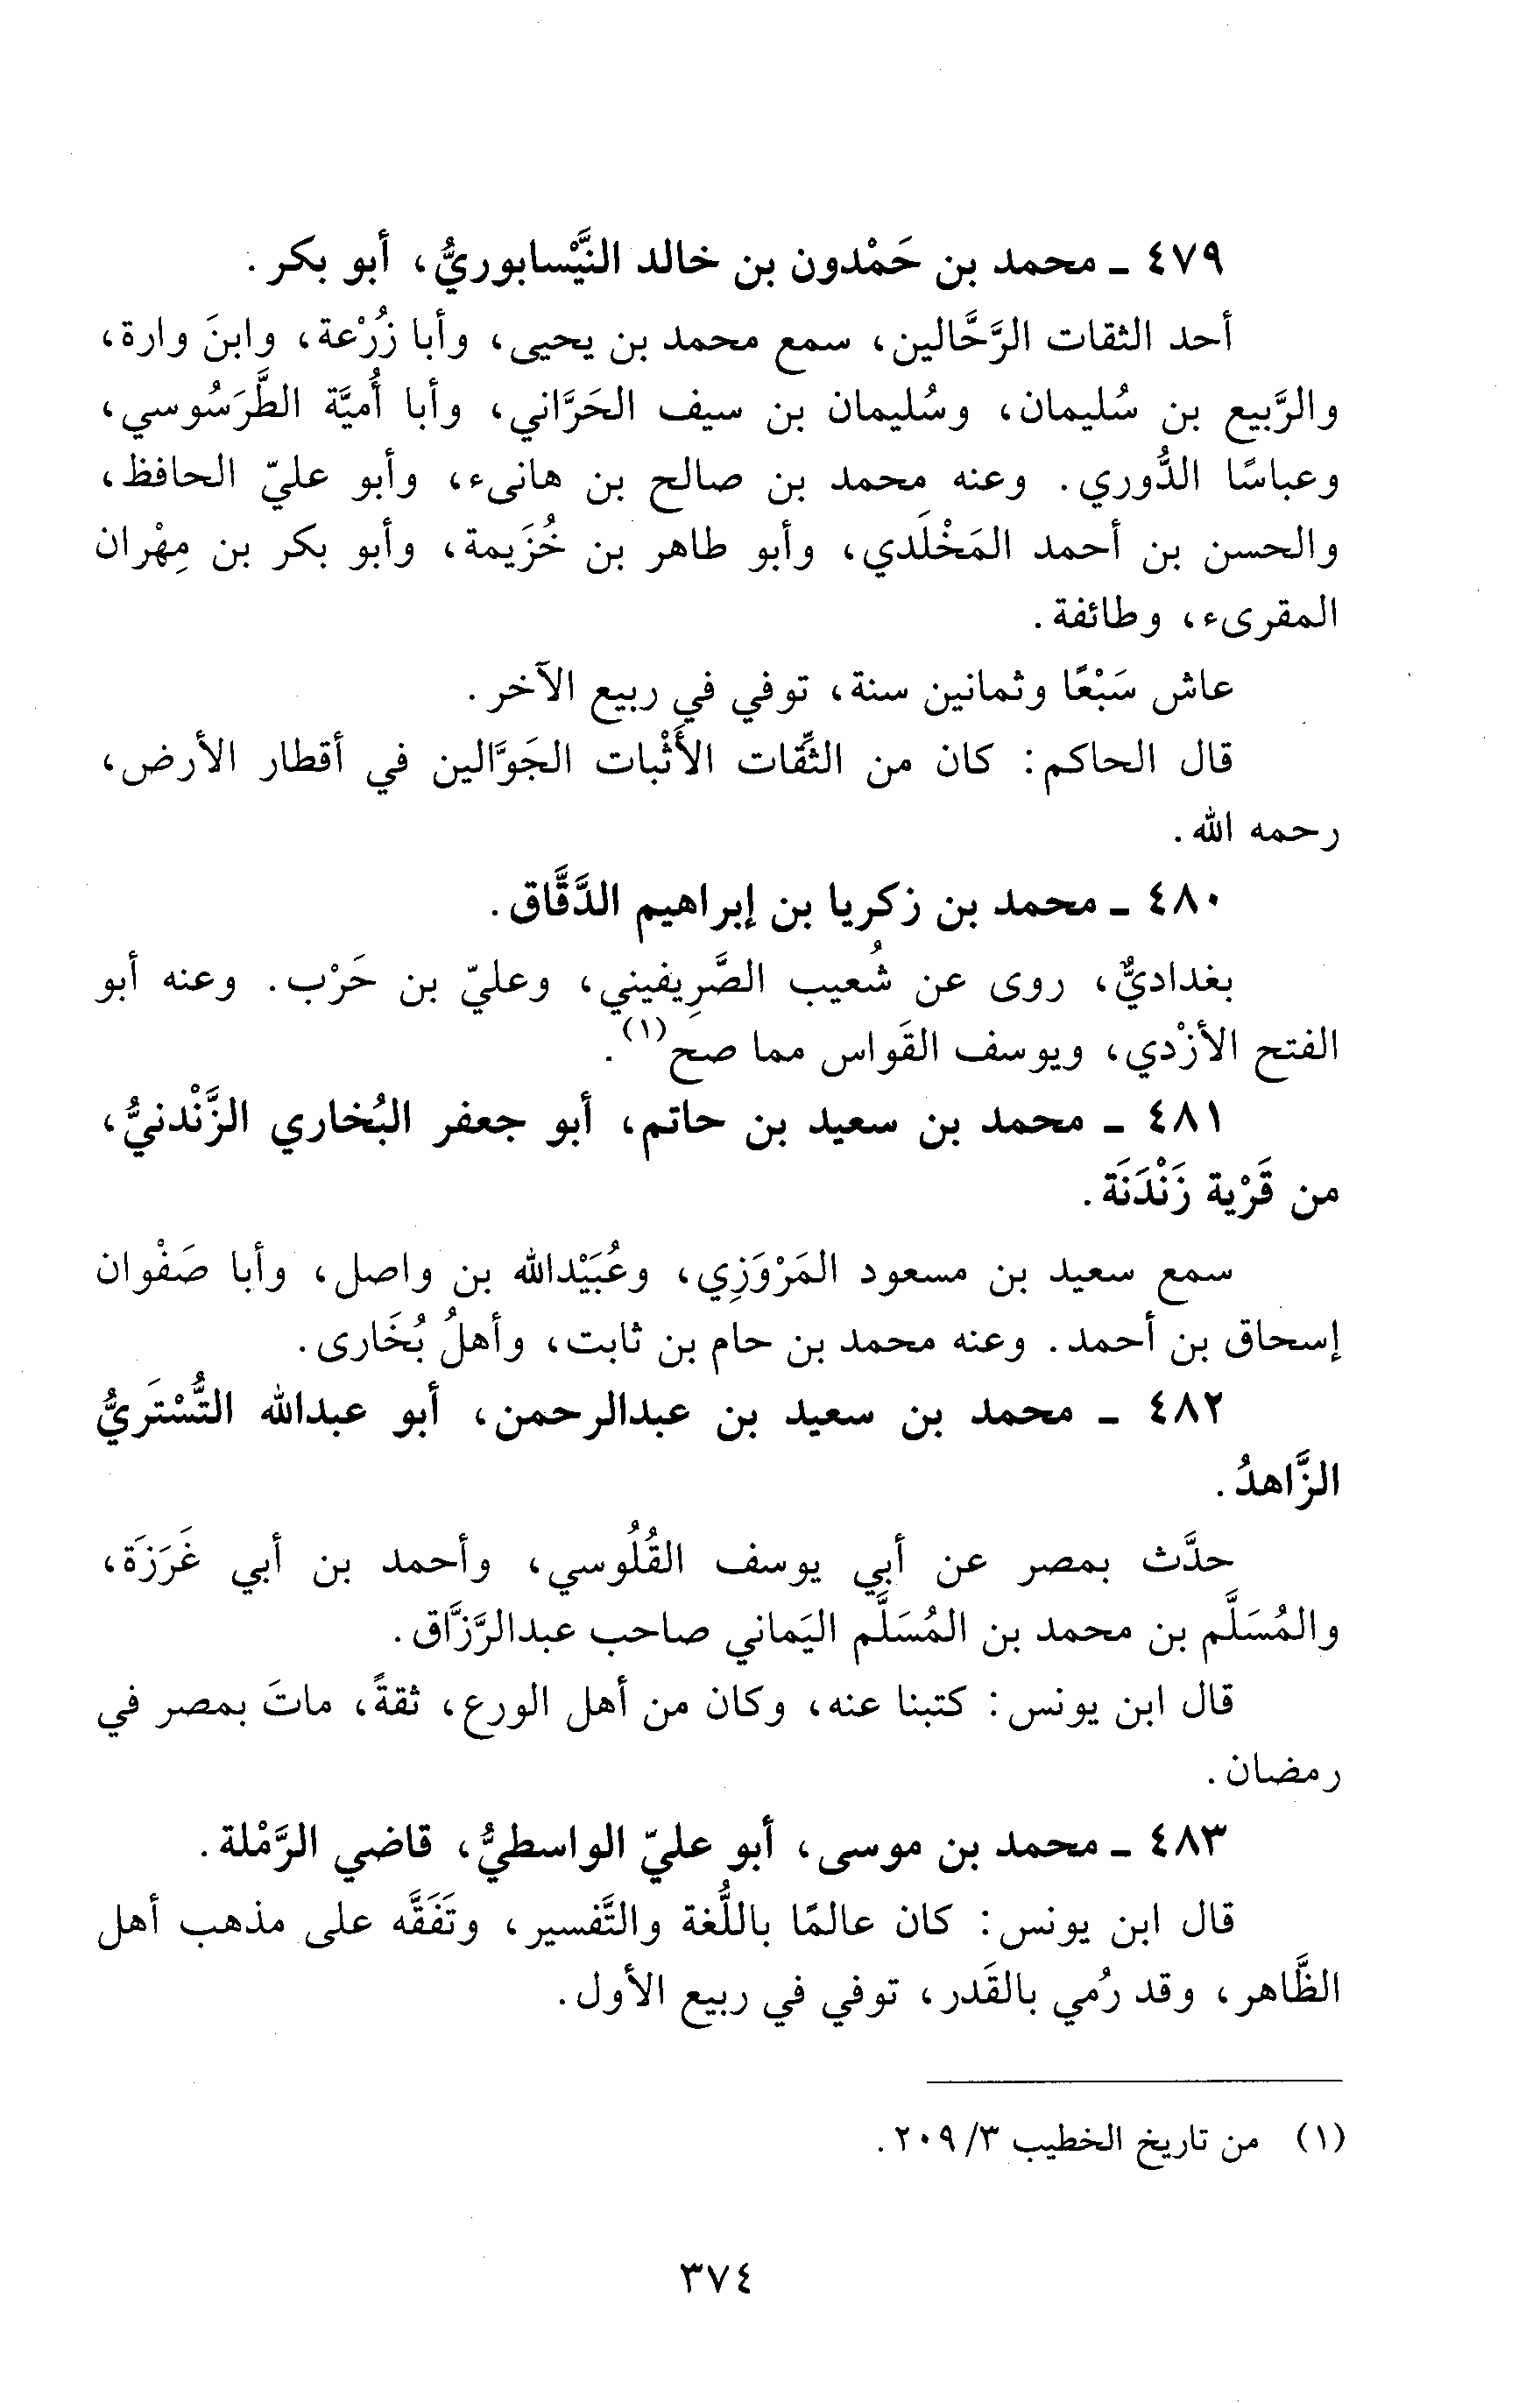 ٤٧٩ ـ محمد بن حَمْدون بن خالد النَّيْسابوريُّ، أبو بكر.
أحد الثقات الرَّحَّالين، سمع محمد بن يحيى، وأبا زُرْعة، وابنَ وارة،
والرَّبيع بن سُليمان، وسُليمان بن سيف الحَرَّاني، وأبا أُميَّة الطَّرَسُوسي،
وعباسًا الدُّوري. وعنه محمد بن صالح بن هانىء، وأبو عليّ الحافظ،
والحسن بن أحمد المَخْلَدي، وأبو طاهر بن خُزَيمة، وأبو بكر بن مِهْران
المقرىء، وطائفة.
عاش سَبْعًا وثمانين سنة، توفي في ربيع الآخر.
قال الحاكم: كان من الثِّقات الأَثْبات الجَوَّالين في أقطار الأرض،
رحمه الله.
٤٨٠ ـ محمد بن زكريا بن إبراهيم الدَّقَّاق.
بغداديٌّ، روى عن شُعيب الصَّرِيفيني، وعليّ بن حَرْب. وعنه أبو
الفتح الأزْدي، ويوسف القَواس مما صح(١).
٤٨١ ـ محمد بن سعيد بن حاتم، أبو جعفر البُخاري الزَّنْدنيُّ،
من قَرْية زَنْدَنَة.
سمع سعيد بن مسعود المَرْوَزِي، وعُبَيْدالله بن واصل، وأبا صَفْوان
إسحاق بن أحمد. وعنه محمد بن حام بن ثابت، وأهلُ بُخَارى.
٤٨٢ ـ محمد بن سعيد بن عبدالرحمن، أبو عبدالله التُّسْتَريُّ
الزَّاهدُ.
حدَّث بمصر عن أبي يوسف القُلُوسي، وأحمد بن أبي غَرَزَة،
والمُسَلَّم بن محمد بن المُسَلَّم اليَماني صاحب عبدالرَّزَّاق.
قال ابن يونس: كتبنا عنه، وكان من أهل الورع، ثقةً، ماتَ بمصر في
رمضان.
٤٨٣ ـ محمد بن موسى، أبو عليّ الواسطيُّ، قاضي الرَّمْلة.
قال ابن يونس: كان عالمًا باللُّغة والتَّفسير، وتَفَقَّه على مذهب أهل
الظَّاهر، وقد رُمي بالقَدر، توفي في ربيع الأول.
(١) من تاريخ الخطيب ٣/ ٢٠٩.
٣٧٤